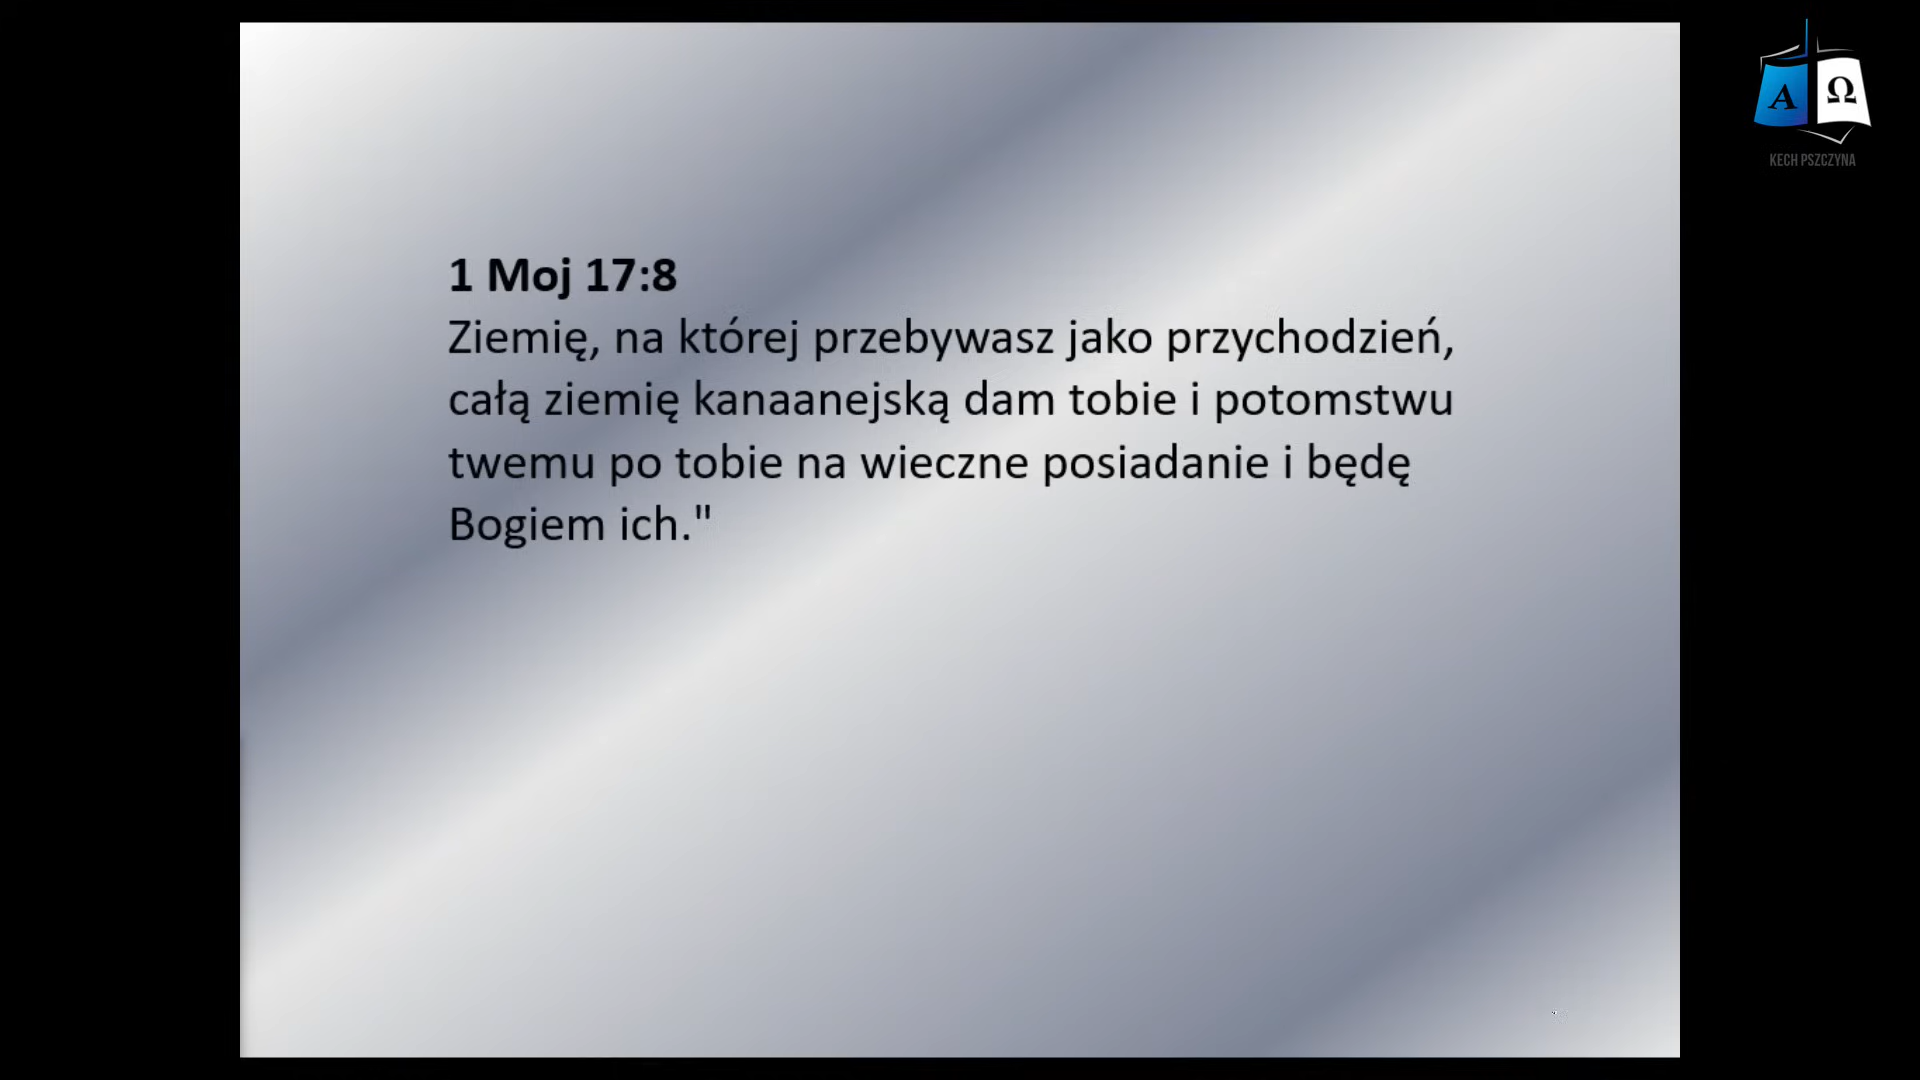 A Ω
KECH PSZCZYNA
1 Moj 17:8
Ziemię, na której przebywasz jako przychodzień,
całą ziemię kanaanejską dam tobie i potomstwu
twemu po tobie na wieczne posiadanie i będę
Bogiem ich."